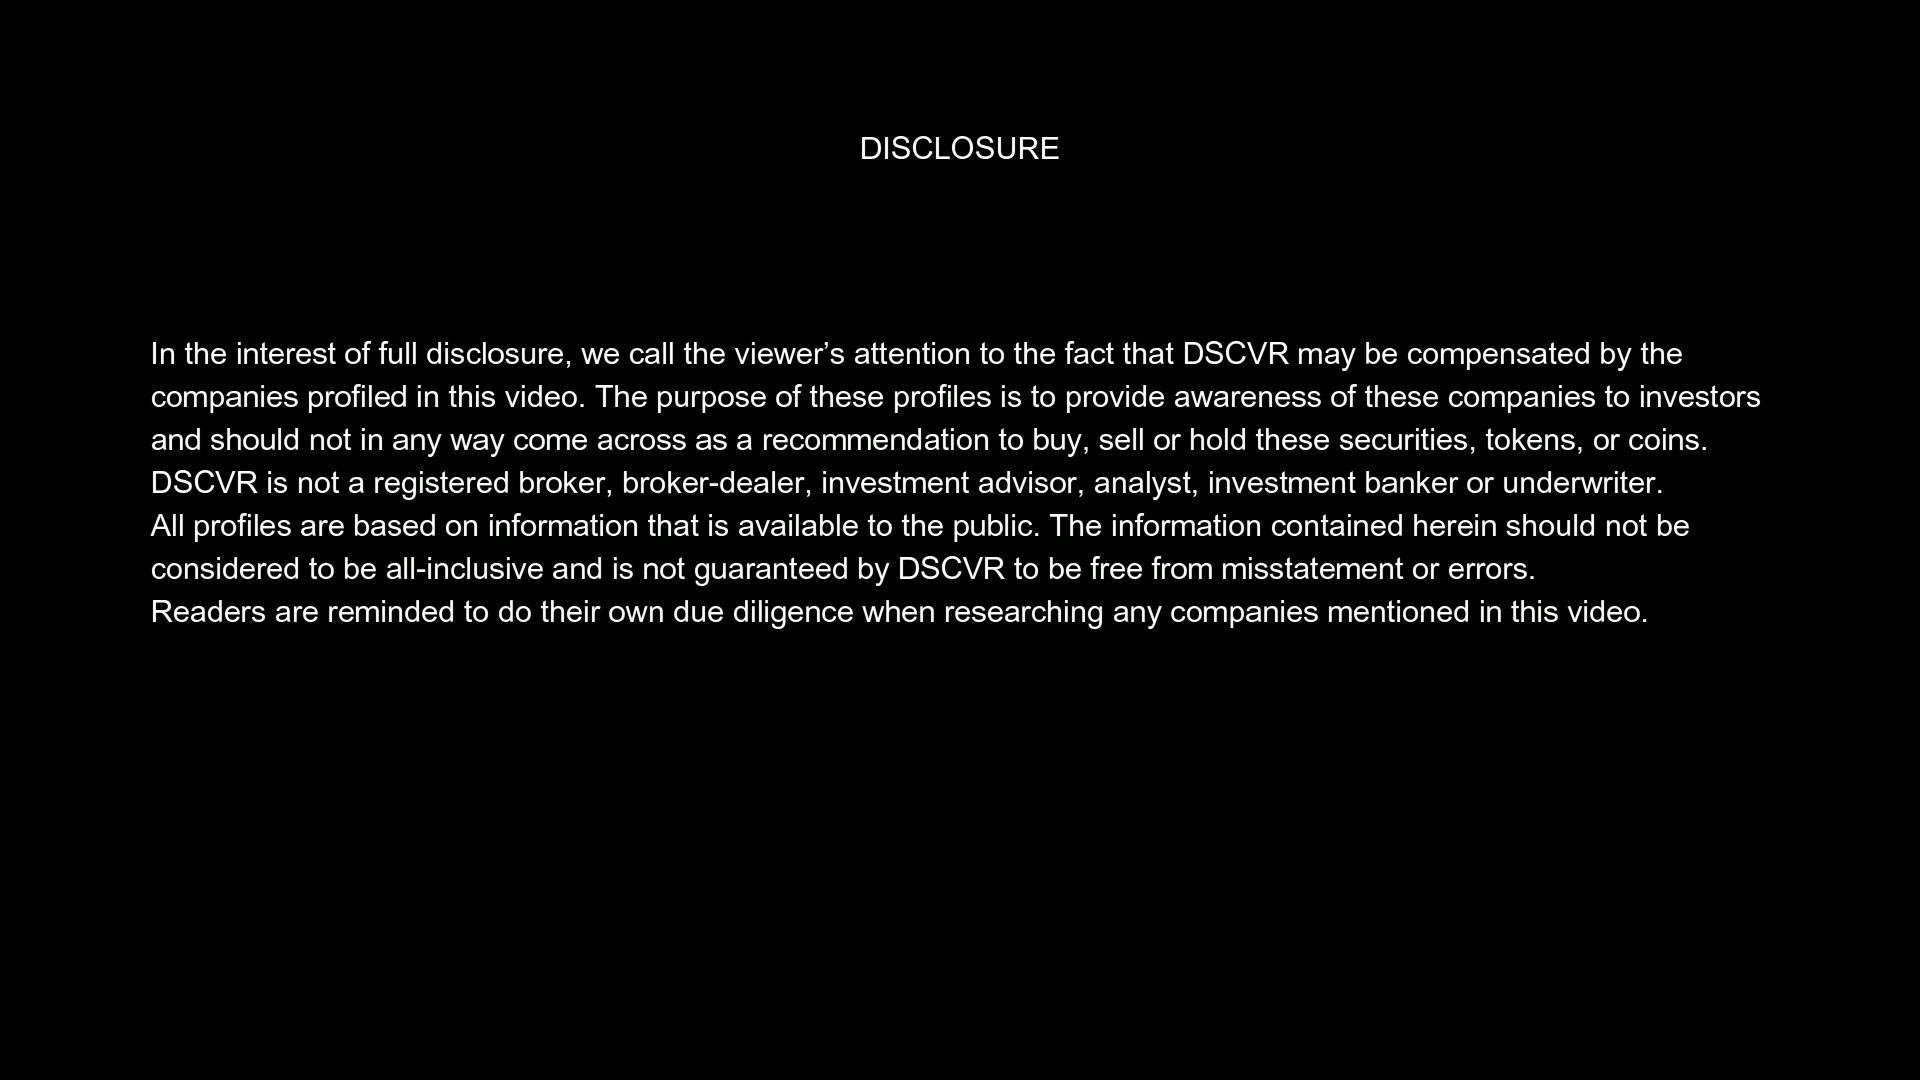 DISCLOSURE
In the interest of full disclosure, we call the viewer’s attention to the fact that DSCVR may be compensated by the
companies profiled in this video. The purpose of these profiles is to provide awareness of these companies to investors
and should not in any way come across as a recommendation to buy, sell or hold these securities, tokens, or coins.
DSCVR is not a registered broker, broker-dealer, investment advisor, analyst, investment banker or underwriter.
All profiles are based on information that is available to the public. The information contained herein should not be
considered to be all-inclusive and is not guaranteed by DSCVR to be free from misstatement or errors.
Readers are reminded to do their own due diligence when researching any companies mentioned in this video.